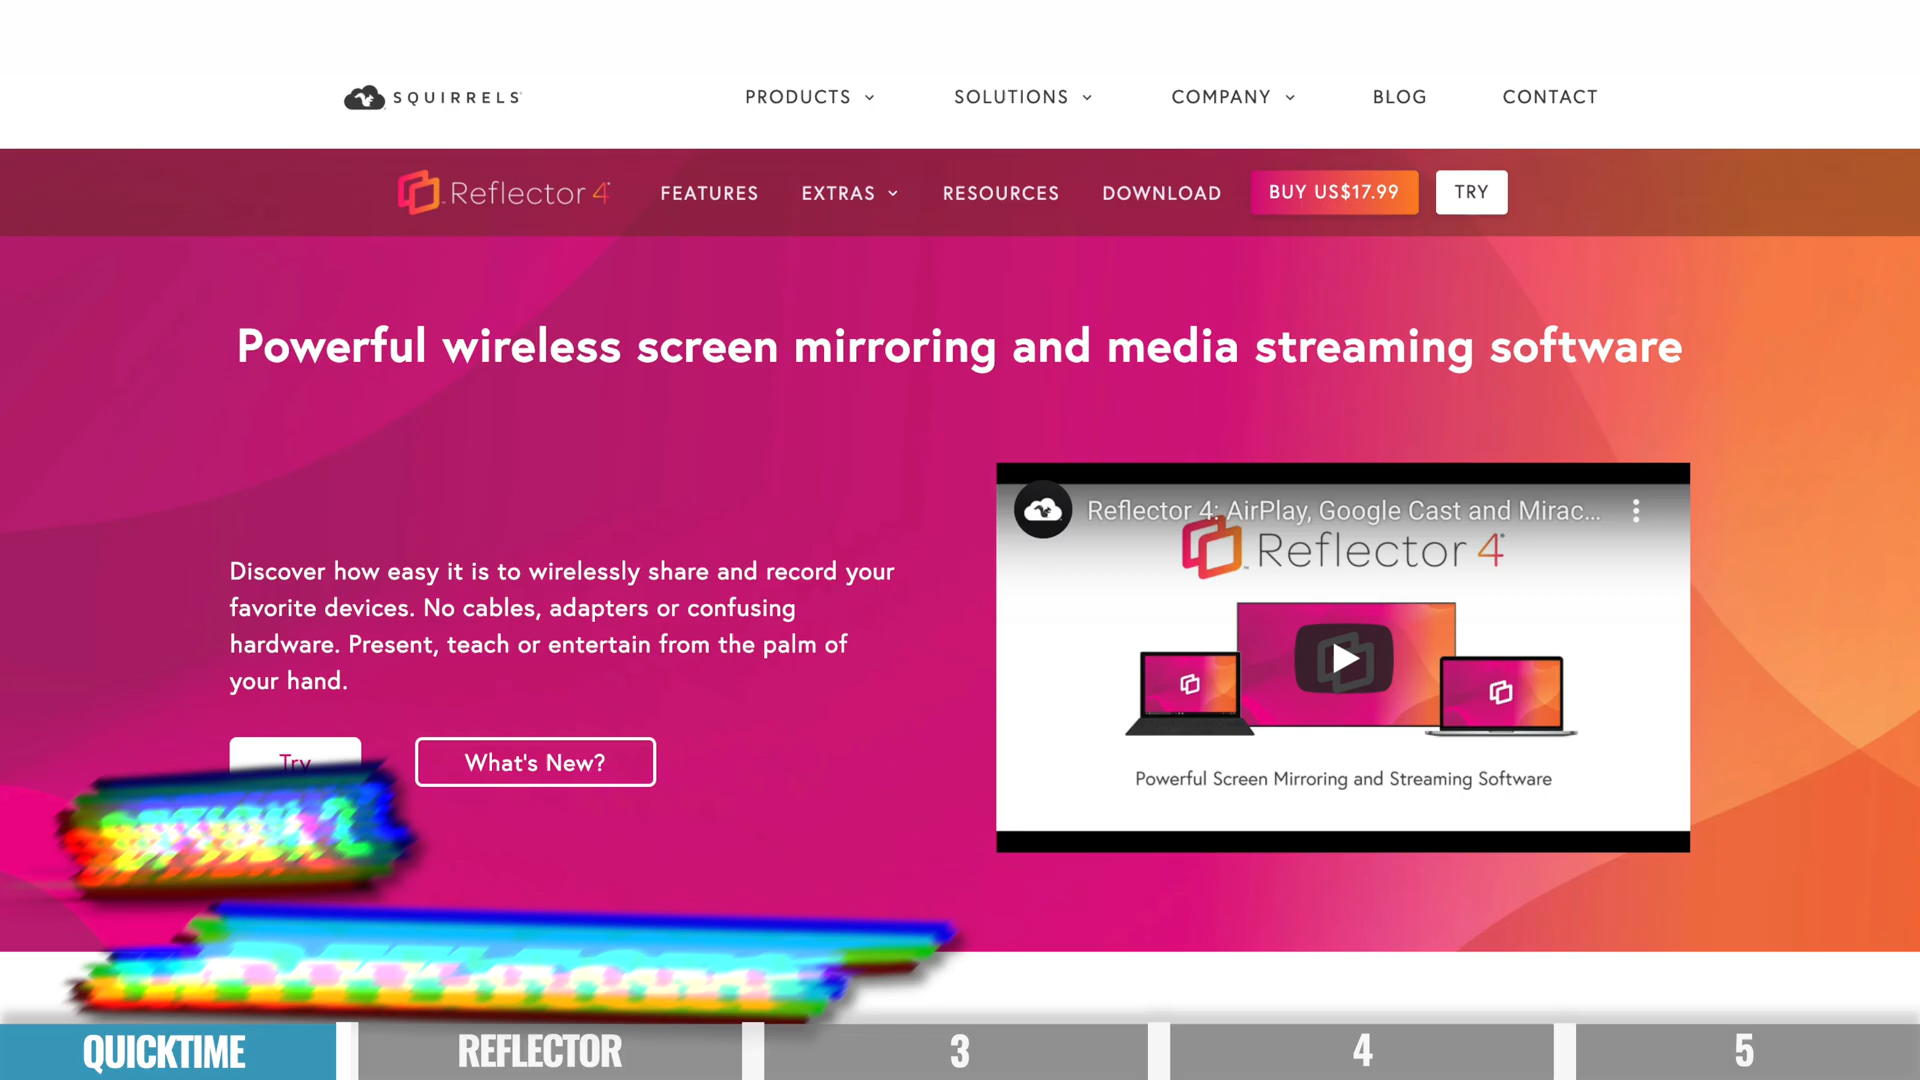 SQUIRRELS
PRODUCTS SOLUTIONS COMPANY BLOG CONTACT
Reflector 4 FEATURES EXTRAS RESOURCES DOWNLOAD BUY US$17.99 TRY
Powerful wireless screen mirroring and media streaming software
Discover how easy it is to wirelessly share and record your
favorite devices. No cables, adapters or confusing
hardware. Present, teach or entertain from the palm of
your hand.
Try What's New?
Reflector 4: AirPlay, Google Cast and Mirac...
Reflector 4
Powerful Screen Mirroring and Streaming Software
OPTION 2
QUICKTIME REFLECTOR 3 4 5